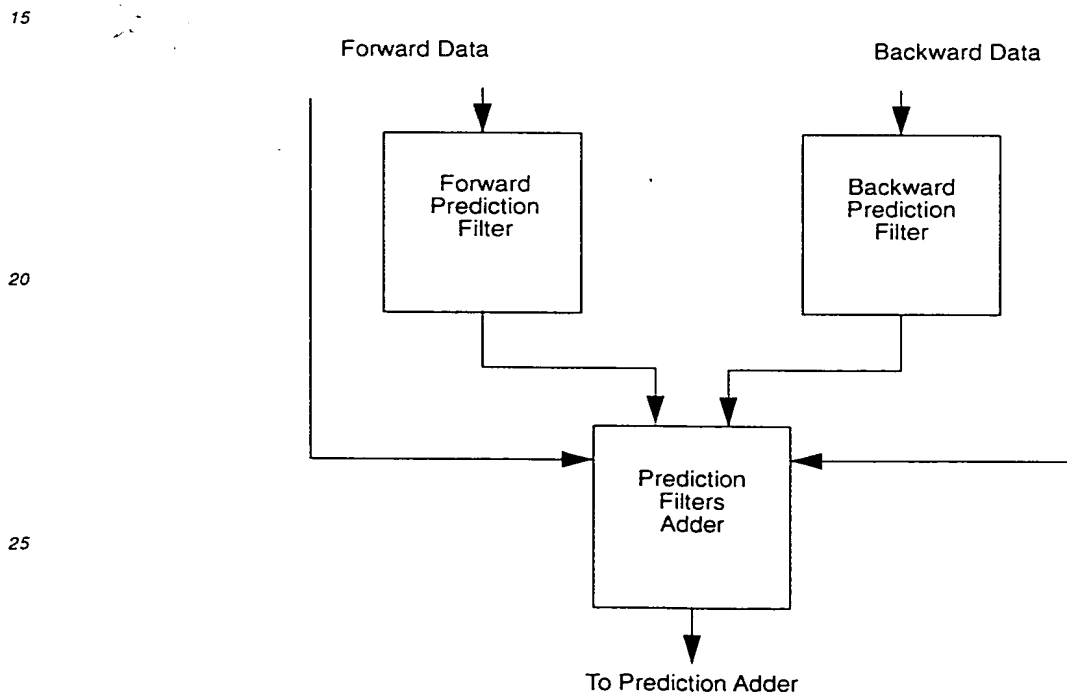 15
Forward Data
Backward Data
Forward
Prediction
Filter
Backward
Prediction
Filter
20
Prediction
Filters
Adder
25
To Prediction Adder